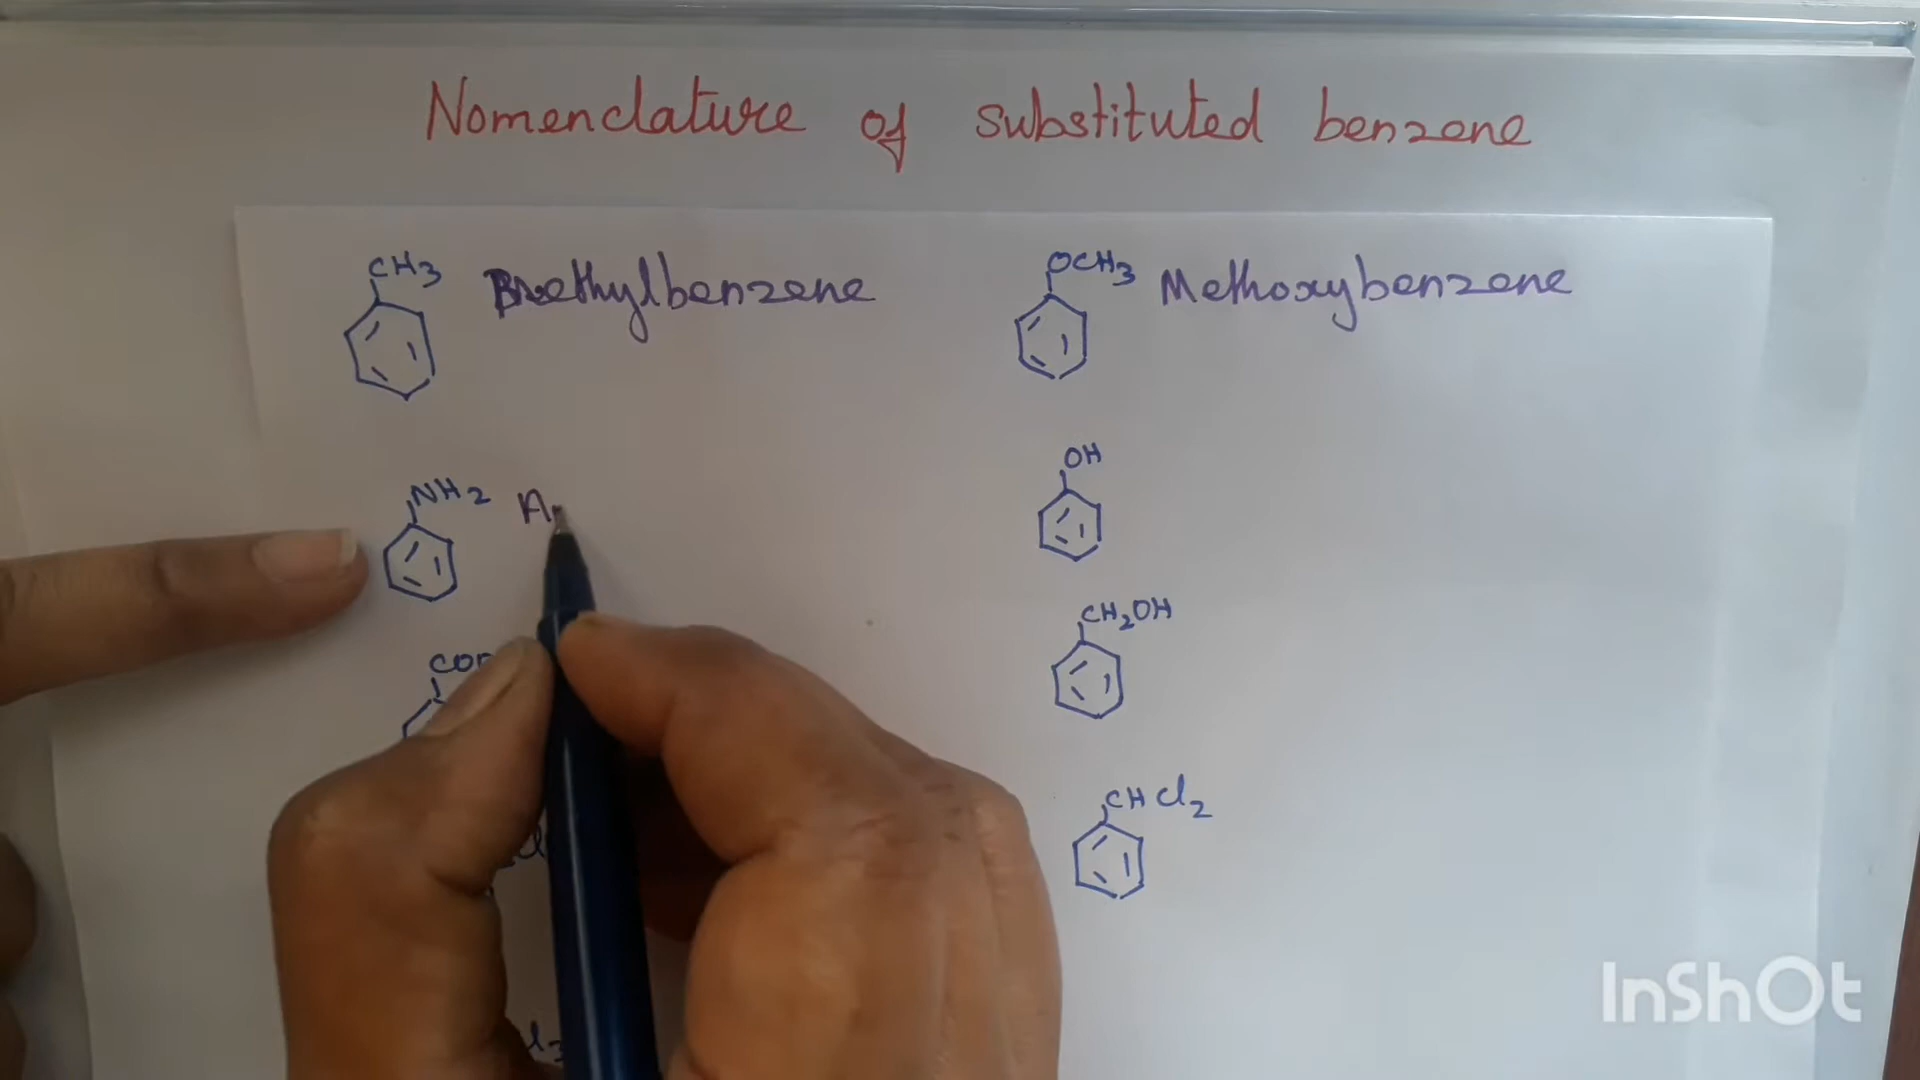 Nomenclature of substituted benzene
CH3 Methylbenzene
OCH3 Methoxybenzene
NH2
OH
CH2OH
CHCl2
InShOt